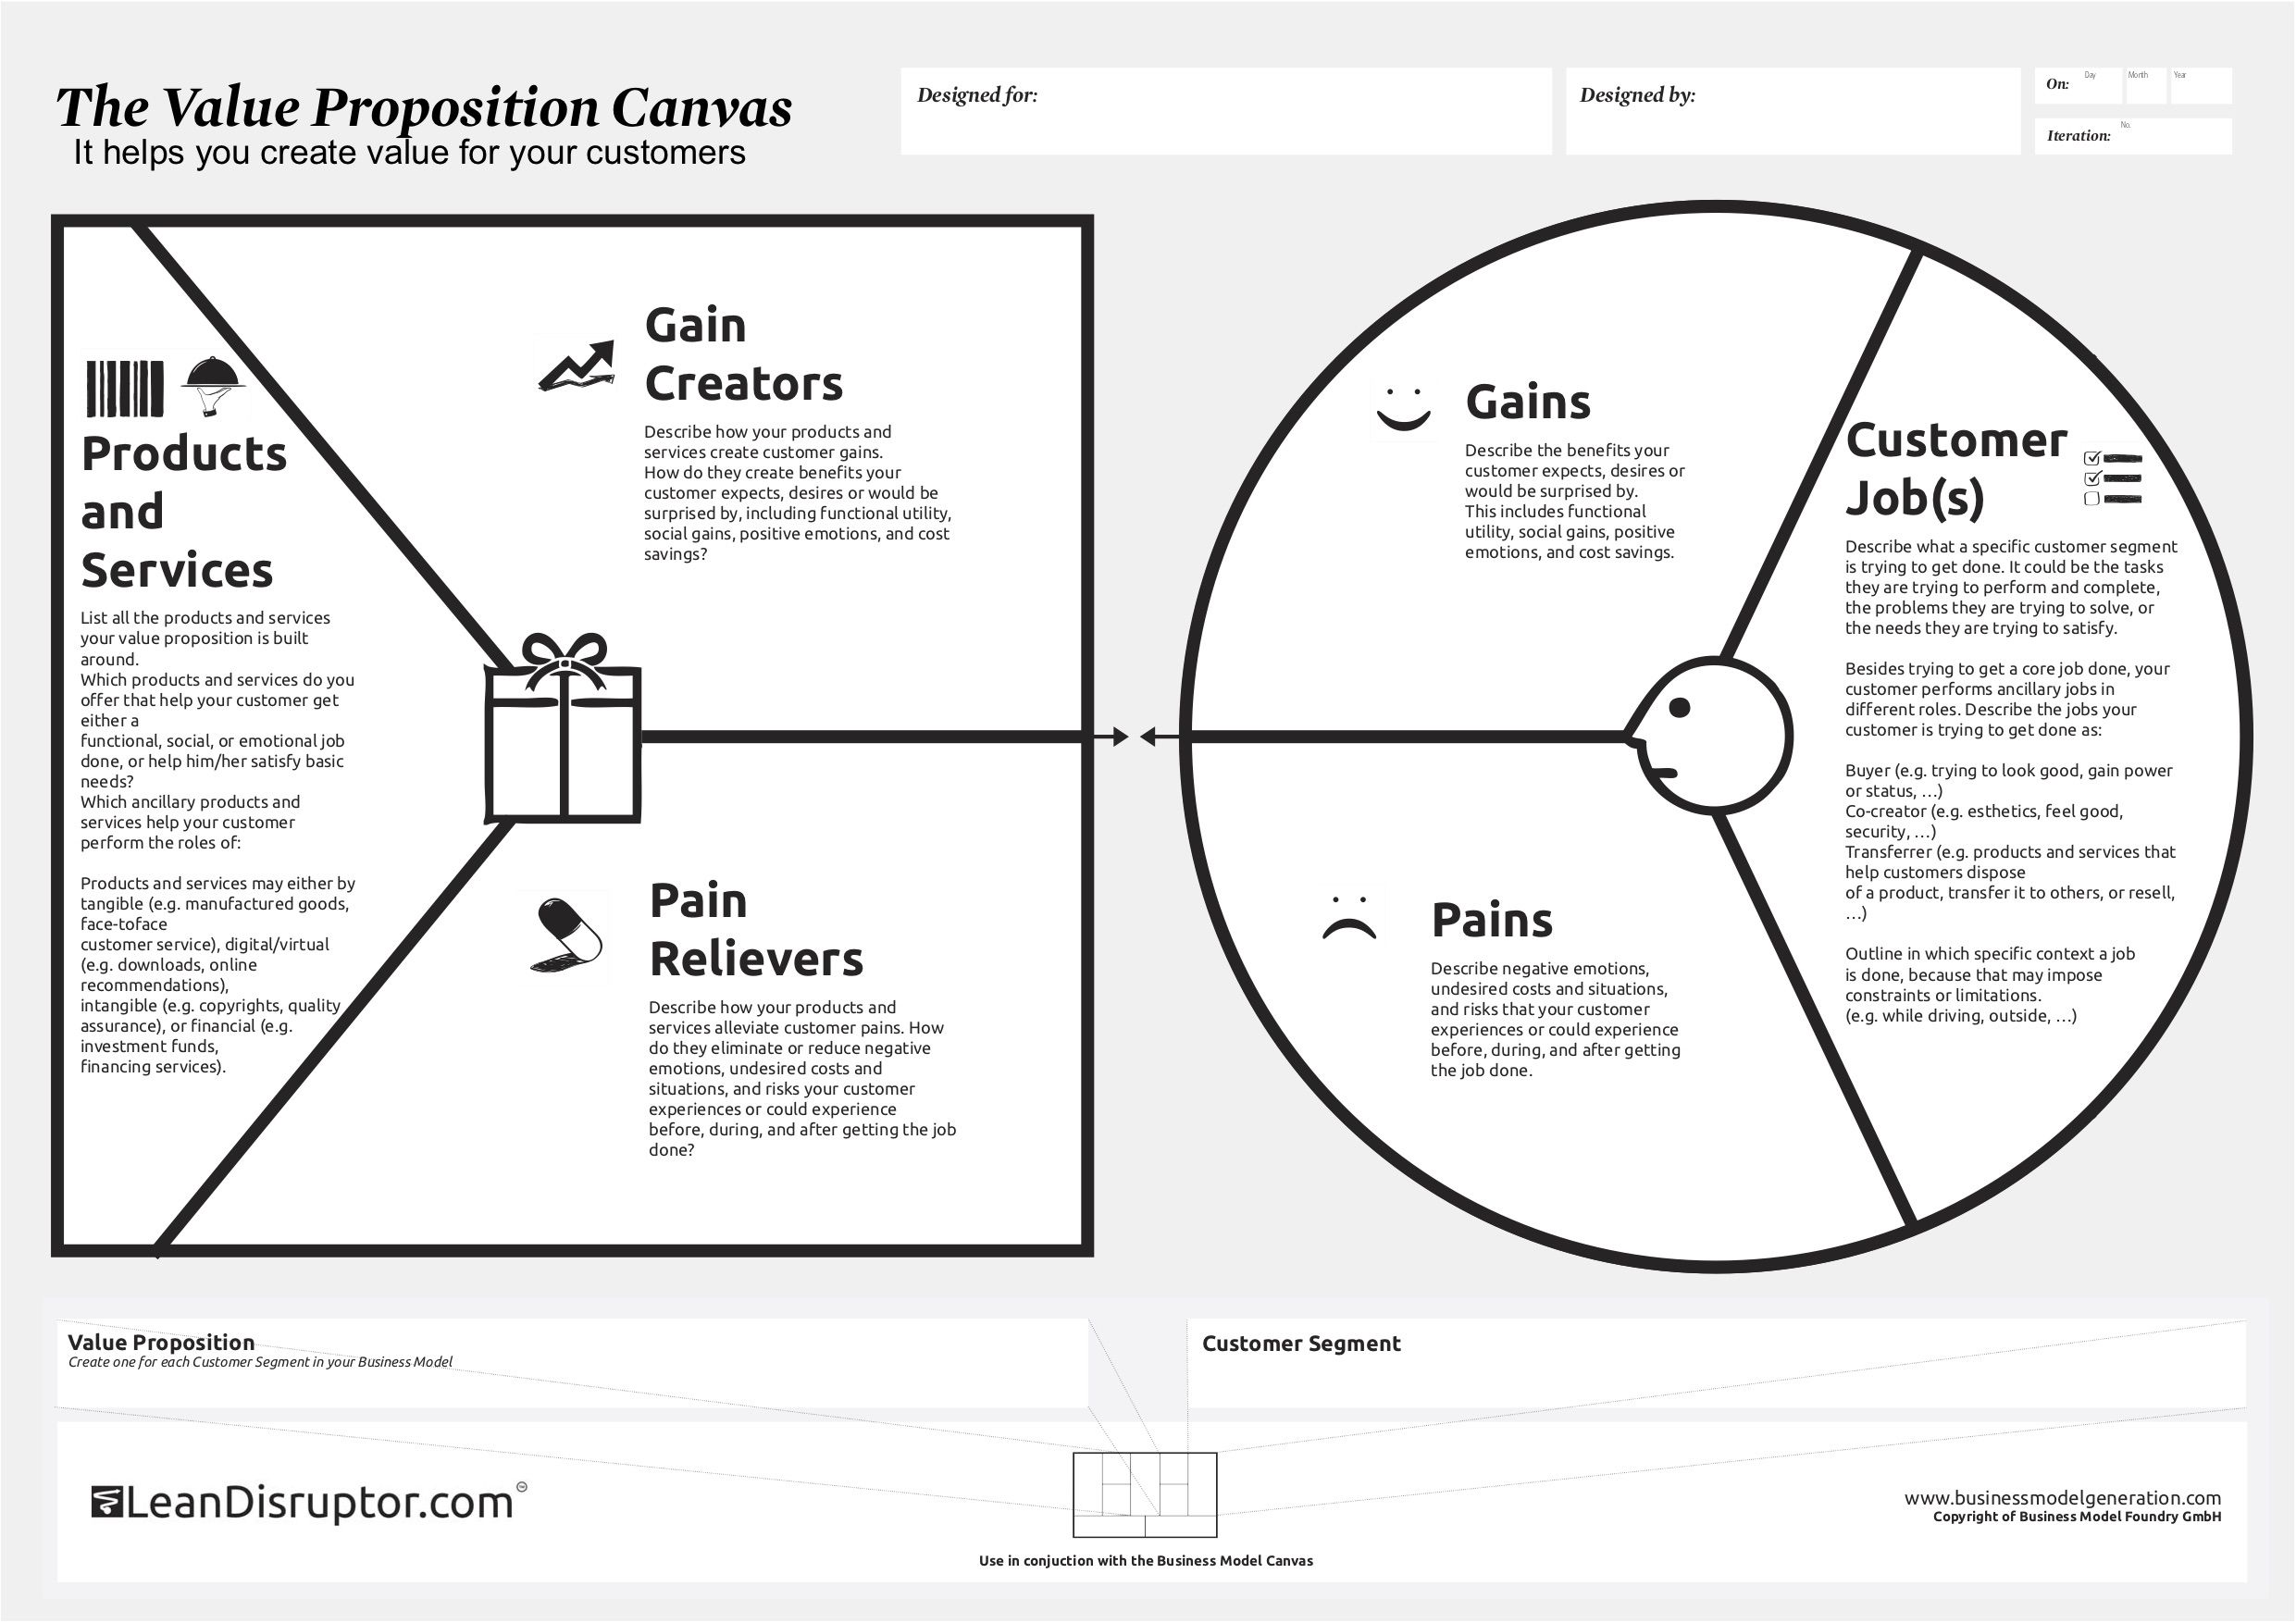 The Value Proposition Canvas
It helps you create value for your customers
Designed for:
Designed by:
On:
Day
Month
Year
Iteration:
No.
Products
and
Services
List all the products and services
your value proposition is built
around.
Which products and services do you
offer that help your customer get
either a
functional, social, or emotional job
done, or help him/her satisfy basic
needs?
Which ancillary products and
services help your customer
perform the roles of:
Products and services may either by
tangible (e.g. manufactured goods,
face-toface
customer service), digital/virtual
(e.g. downloads, online
recommendations),
intangible (e.g. copyrights, quality
assurance), or financial (e.g.
investment funds,
financing services).
Gain
Creators
Describe how your products and
services create customer gains.
How do they create benefits your
customer expects, desires or would be
surprised by, including functional utility,
social gains, positive emotions, and cost
savings?
Pain
Relievers
Describe how your products and
services alleviate customer pains. How
do they eliminate or reduce negative
emotions, undesired costs and
situations, and risks your customer
experiences or could experience
before, during, and after getting the job
done?
Gains
Describe the benefits your
customer expects, desires or
would be surprised by.
This includes functional
utility, social gains, positive
emotions, and cost savings.
Pains
Describe negative emotions,
undesired costs and situations,
and risks that your customer
experiences or could experience
before, during, and after getting
the job done.
Customer
Job(s)
Describe what a specific customer segment
is trying to get done. It could be the tasks
they are trying to perform and complete,
the problems they are trying to solve, or
the needs they are trying to satisfy.
Besides trying to get a core job done, your
customer performs ancillary jobs in
different roles. Describe the jobs your
customer is trying to get done as:
Buyer (e.g. trying to look good, gain power
or status, …)
Co-creator (e.g. esthetics, feel good,
security, …)
Transferrer (e.g. products and services that
help customers dispose
of a product, transfer it to others, or resell,
…)
Outline in which specific context a job
is done, because that may impose
constraints or limitations.
(e.g. while driving, outside, …)
Value Proposition
Create one for each Customer Segment in your Business Model
Customer Segment
LeanDisruptor.com
Use in conjuction with the Business Model Canvas
www.businessmodelgeneration.com
Copyright of Business Model Foundry GmbH